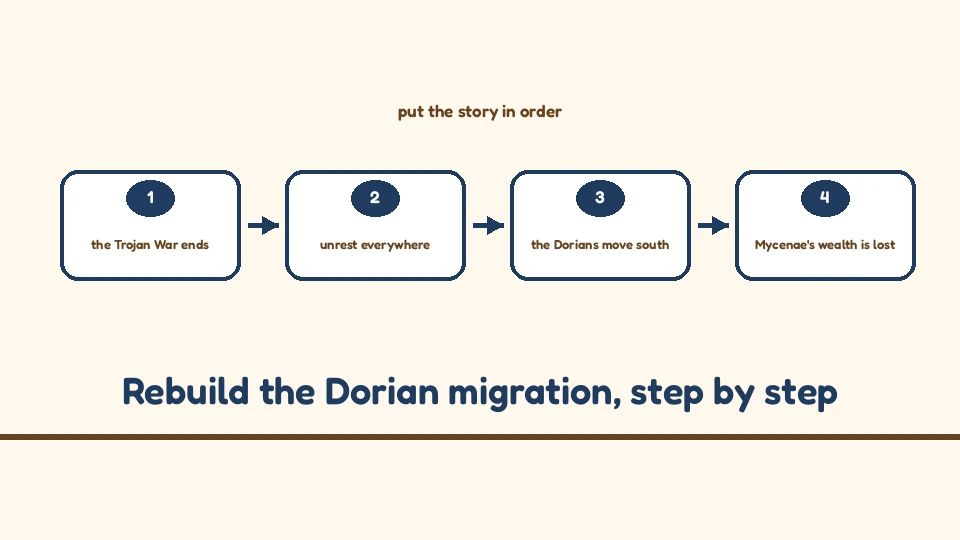 put the story in order
1
2
3
4
the Trojan War ends
unrest everywhere
the Dorians move south
Mycenae's wealth is lost
Rebuild the Dorian migration, step by step